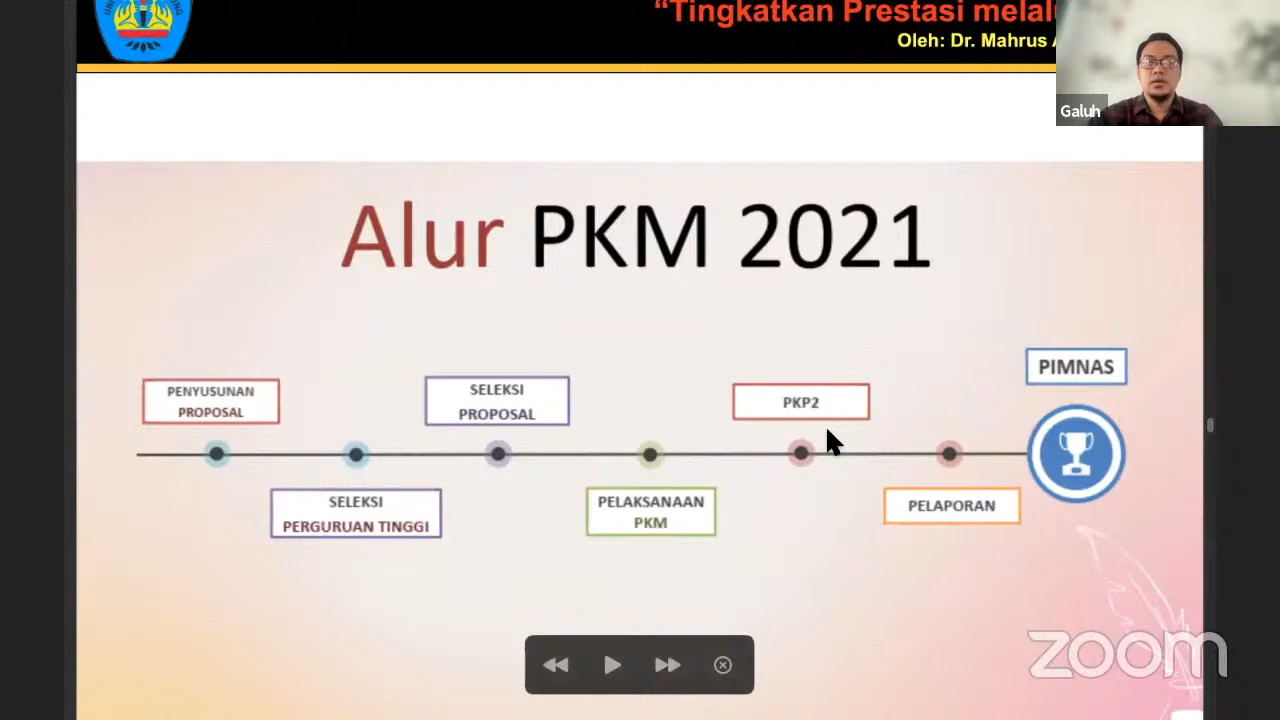 “Tingkatkan Prestasi
Oleh: Dr. Mahrus
Galuh
Alur PKM 2021
PENYUSUNAN
PROPOSAL
SELEKSI
PERGURUAN TINGGI
SELEKSI
PROPOSAL
PELAKSANAAN
PKM
PKP2
PELAPORAN
PIMNAS
zoom